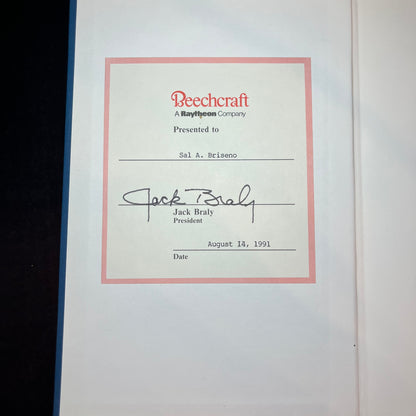 Beechcraft
A Raytheon Company
Presented to
Sal A. Briseno
Jack Braly
Jack Braly
President
August 14, 1991
Date